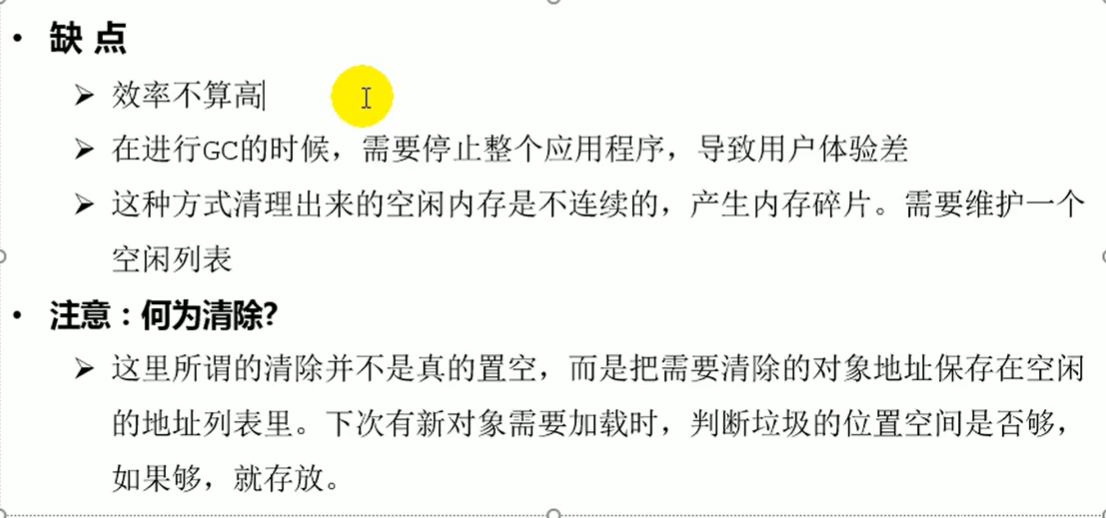 • 缺 点
➢ 效率不算高
➢ 在进行GC的时候，需要停止整个应用程序，导致用户体验差
➢ 这种方式清理出来的空闲内存是不连续的，产生内存碎片。需要维护一个
空闲列表
• 注意：何为清除?
➢ 这里所谓的清除并不是真的置空，而是把需要清除的对象地址保存在空闲
的地址列表里。下次有新对象需要加载时，判断垃圾的位置空间是否够，
如果够，就存放。